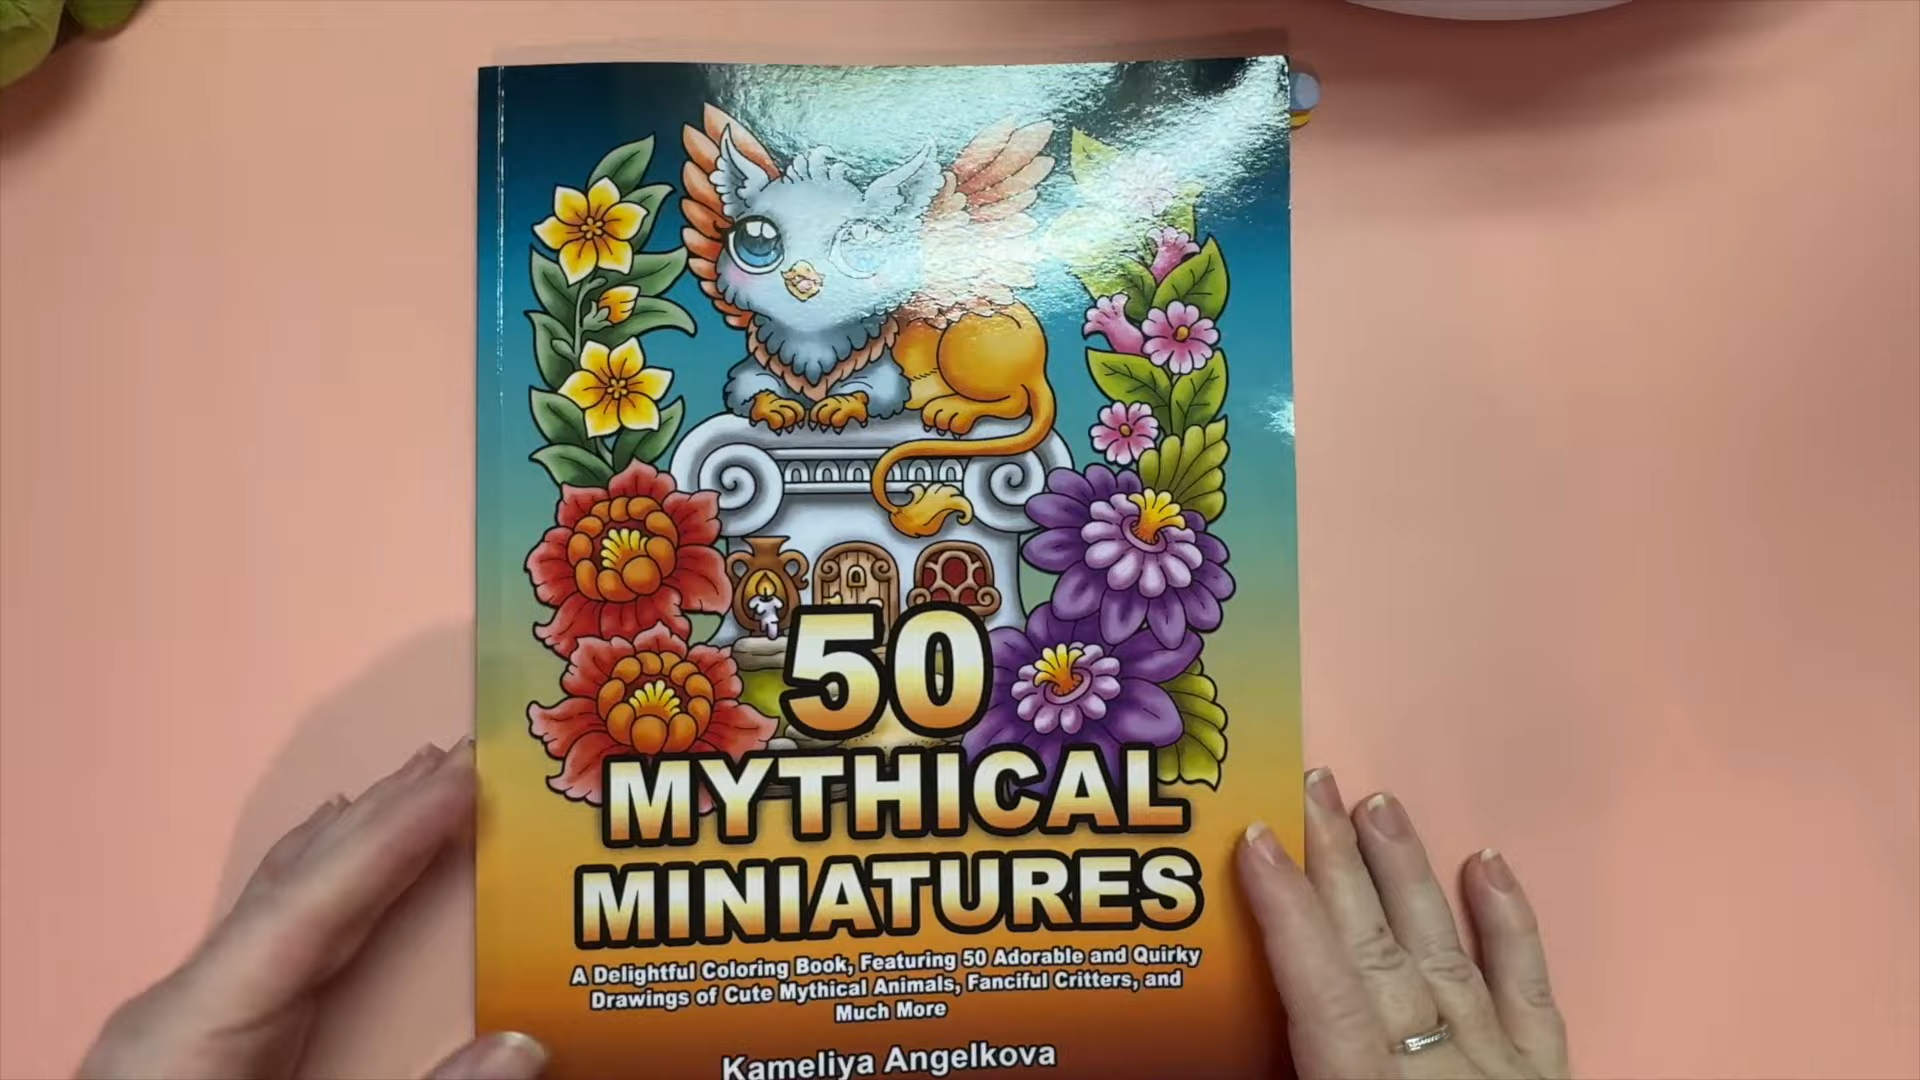 50
MYTHICAL
MINIATURES
A Delightful Coloring Book, Featuring 50 Adorable and Quirky
Drawings of Cute Mythical Animals, Fanciful Critters, and
Much More
Kameliya Angelkova